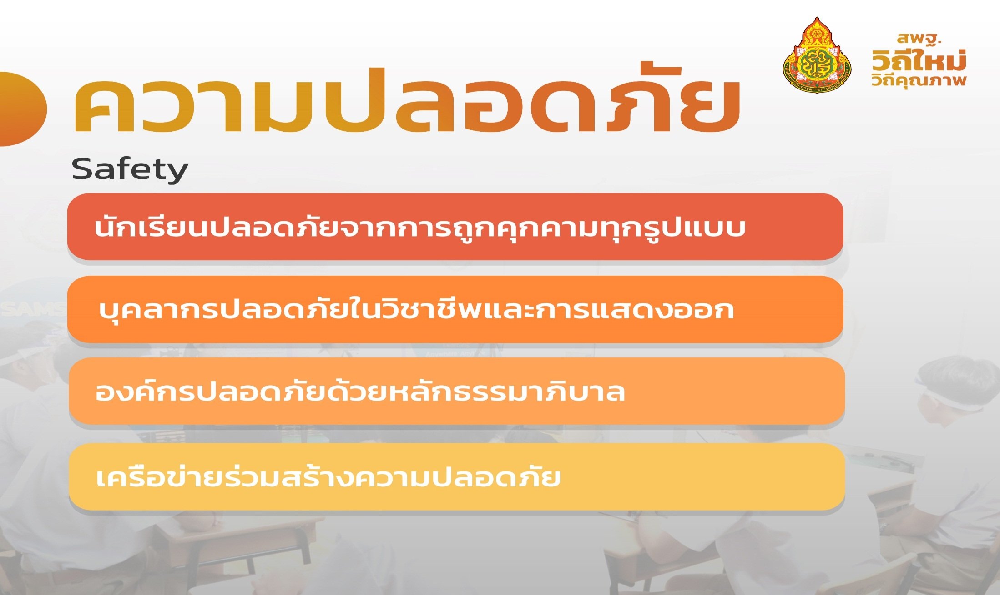 สพฐ.
วิถีใหม่
วิถีคุณภาพ
ความปลอดภัย
Safety
นักเรียนปลอดภัยจากการถูกคุกคามทุกรูปแบบ
บุคลากรปลอดภัยในวิชาชีพและการแสดงออก
องค์กรปลอดภัยด้วยหลักธรรมาภิบาล
เครือข่ายร่วมสร้างความปลอดภัย
SAMS
Anywhere